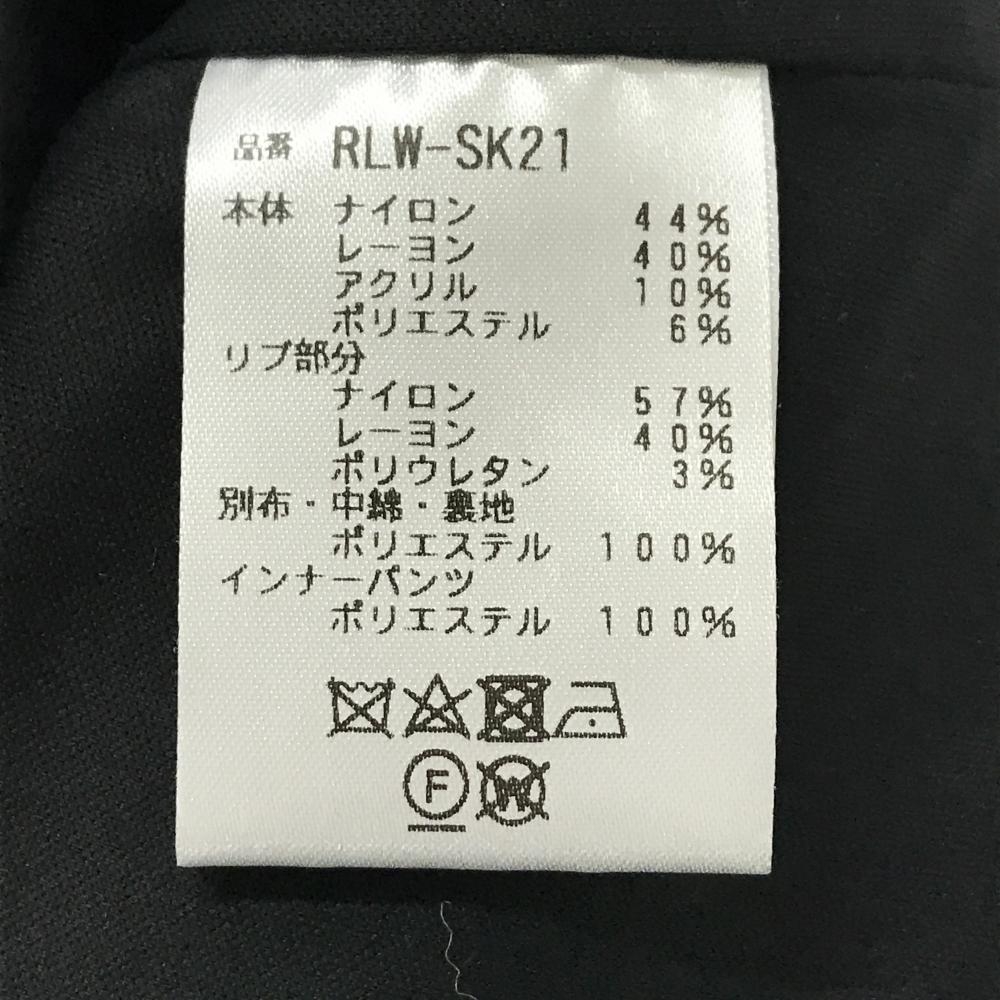 品番 RLW-SK21
本体 ナイロン 44%
レーヨン 40%
アクリル 10%
ポリエステル 6%
リブ部分
ナイロン 57%
レーヨン 40%
ポリウレタン 3%
別布・中綿・裏地
ポリエステル 100%
インナーパンツ
ポリエステル 100%
F W